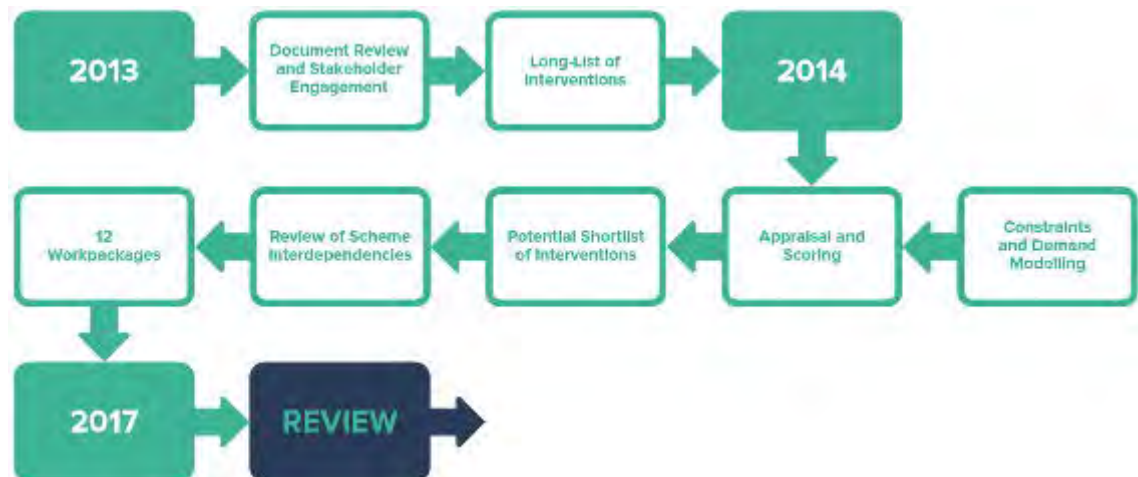 2013
Document Review
and Stakeholder
Engagement
Long-List of
Interventions
2014
12
Workpackages
Review of Scheme
Interdependencies
Potential Shortlist
of Interventions
Appraisal and
Scoring
Constraints
and Demand
Modelling
2017
REVIEW